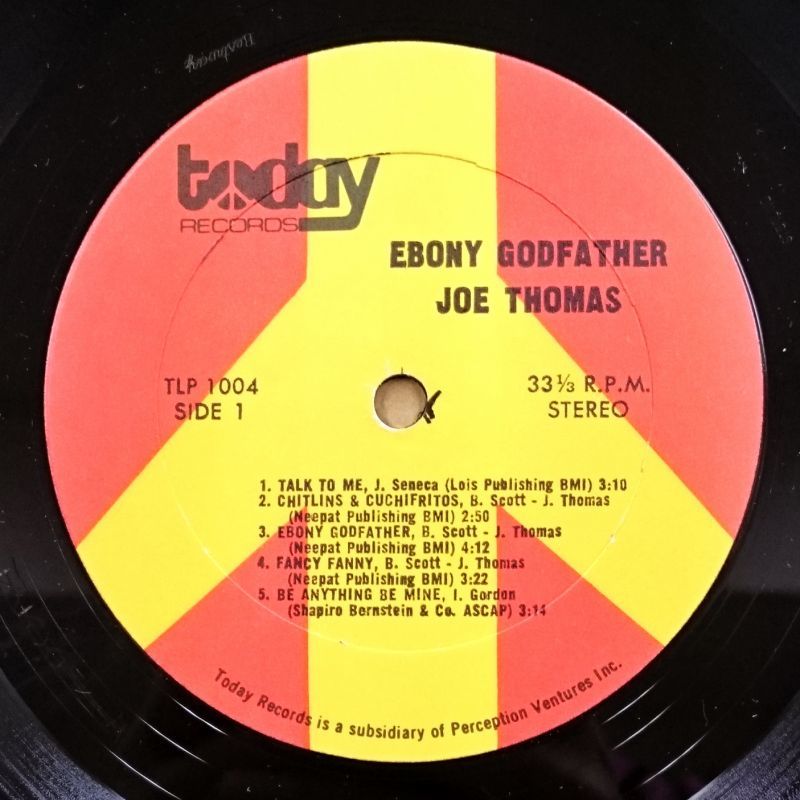 Bestway
today
RECORDS
EBONY GODFATHER
JOE THOMAS
TLP 1004
SIDE 1
33⅓ R.P.M.
STEREO
1. TALK TO ME, J. Seneca (Lois Publishing BMI) 3:10
2. CHITLINS & CUCHIFRITOS, B. Scott - J. Thomas
(Neepat Publishing BMI) 2:50
3. EBONY GODFATHER, B. Scott - J. Thomas
(Neepat Publishing BMI) 4:12
4. FANCY FANNY, B. Scott - J. Thomas
(Neepat Publishing BMI) 3:22
5. BE ANYTHING BE MINE, I. Gordon
(Shapiro Bernstein & Co. ASCAP) 3:14
Today Records is a subsidiary of Perception Ventures Inc.